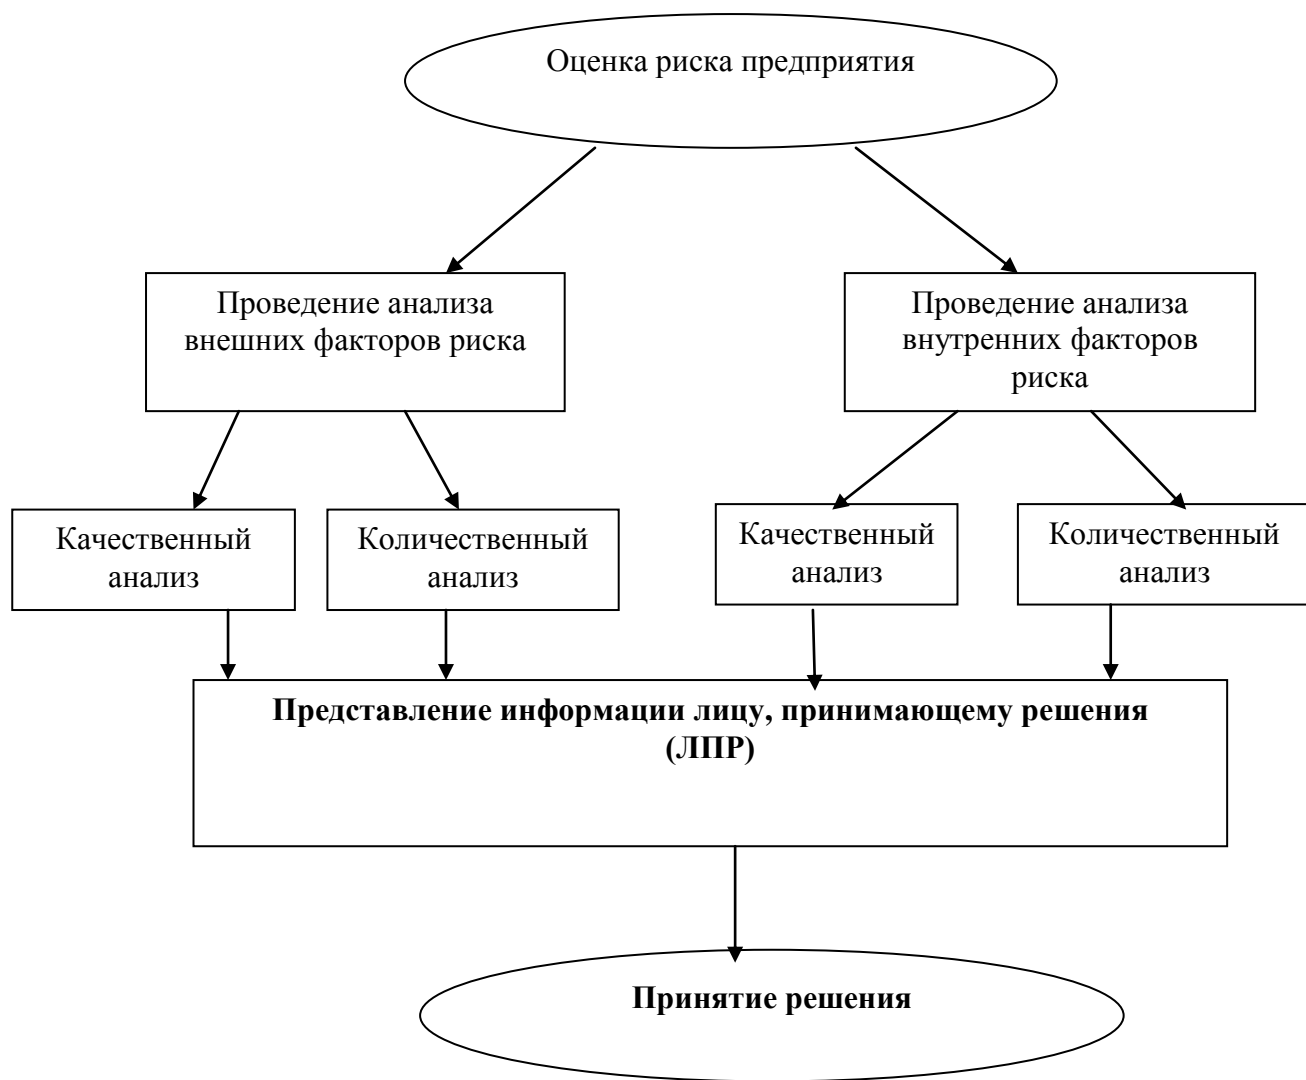 Оценка риска предприятия
Проведение анализа
внешних факторов риска
Проведение анализа
внутренних факторов
риска
Качественный
анализ
Количественный
анализ
Качественный
анализ
Количественный
анализ
Представление информации лицу, принимающему решения
(ЛПР)
Принятие решения